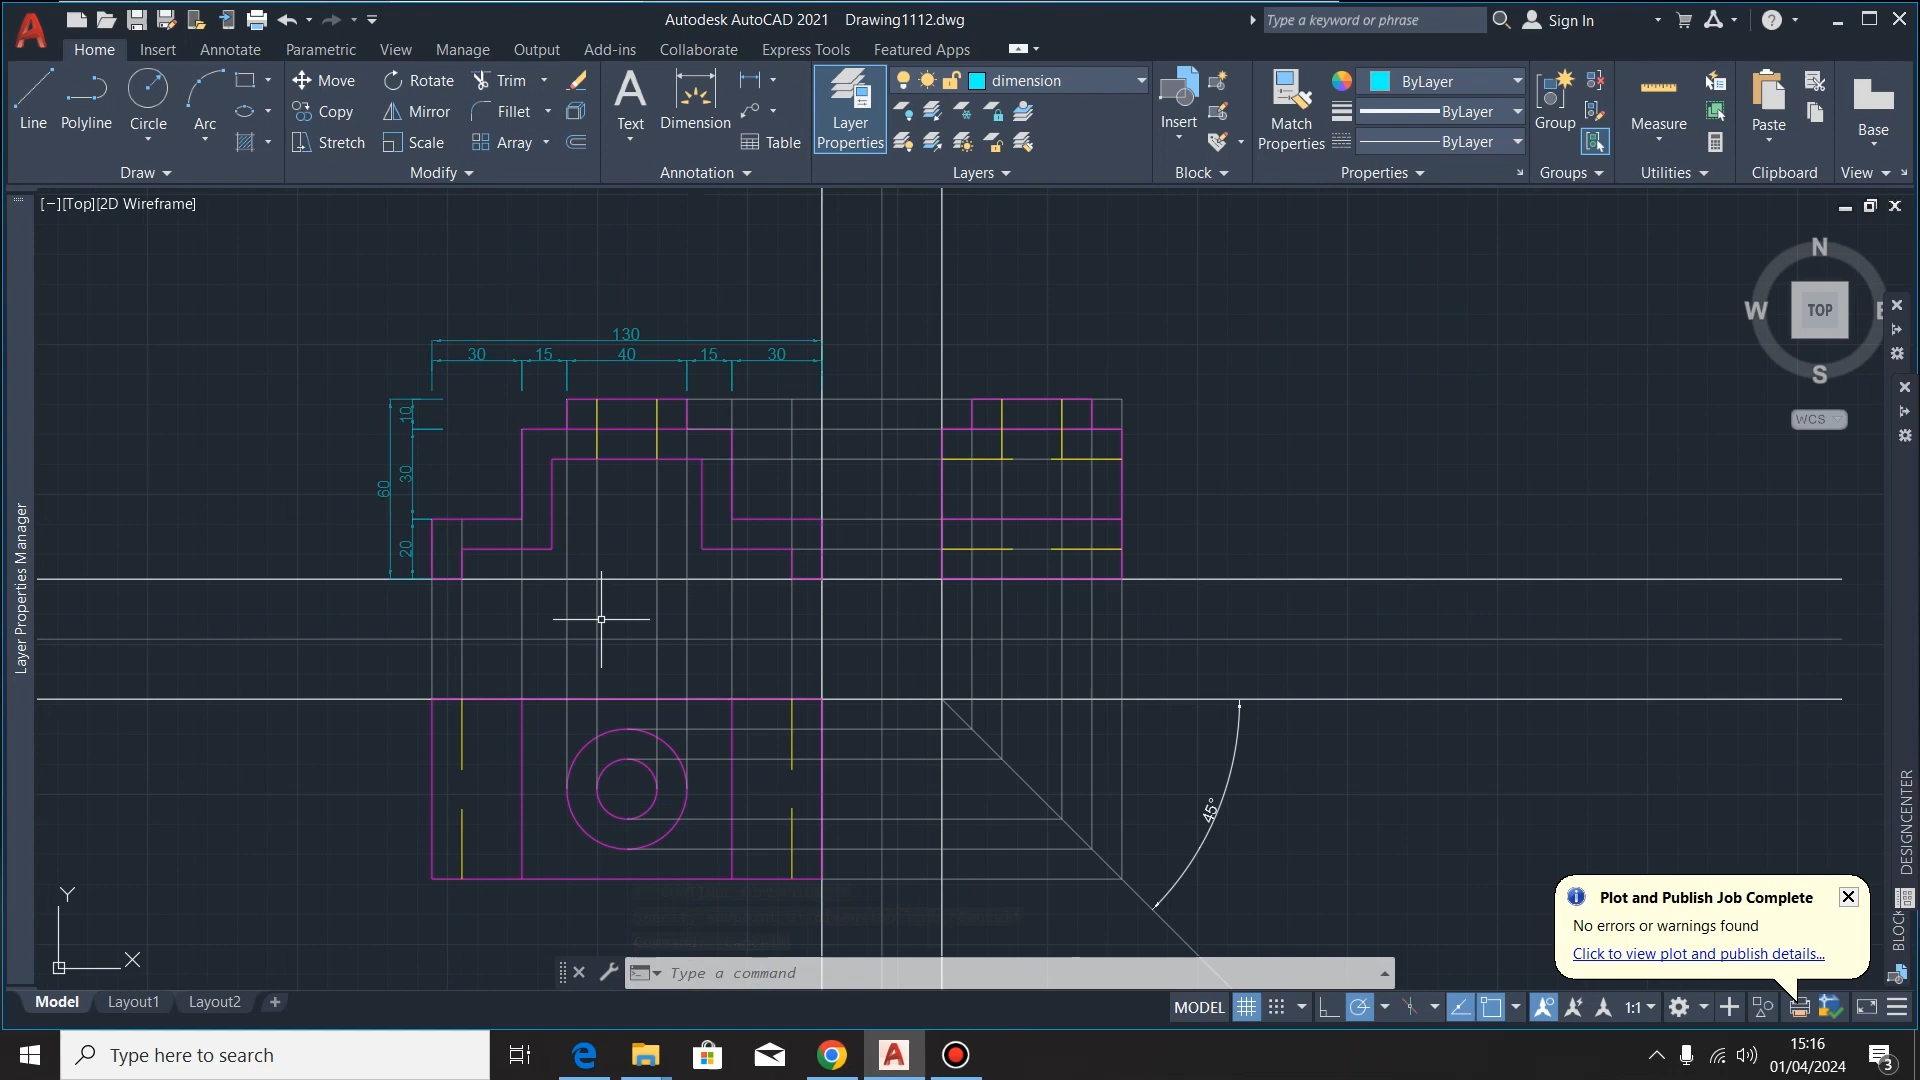 Autodesk AutoCAD 2021 Drawing1112.dwg
Type a keyword or phrase
Sign In
Home Insert Annotate Parametric View Manage Output Add-ins Collaborate Express Tools Featured Apps
Line Polyline Circle Arc
Move Rotate Trim
Copy Mirror Fillet
Stretch Scale Array
Text Dimension Table
Layer Properties
dimension
Insert
Match Properties
ByLayer
ByLayer
ByLayer
Group
Measure
Paste
Base
Draw Modify Annotation Layers Block Properties Groups Utilities Clipboard View
[−][Top][2D Wireframe]
N
W TOP E
S
WCS
130
30 15 40 15 30
10
30
60
20
45°
Layer Properties Manager
DESIGNCENTER
Y
X
Plot and Publish Job Complete
No errors or warnings found
Click to view plot and publish details...
Type a command
Model Layout1 Layout2
MODEL
1:1
Type here to search
15:16
01/04/2024
3